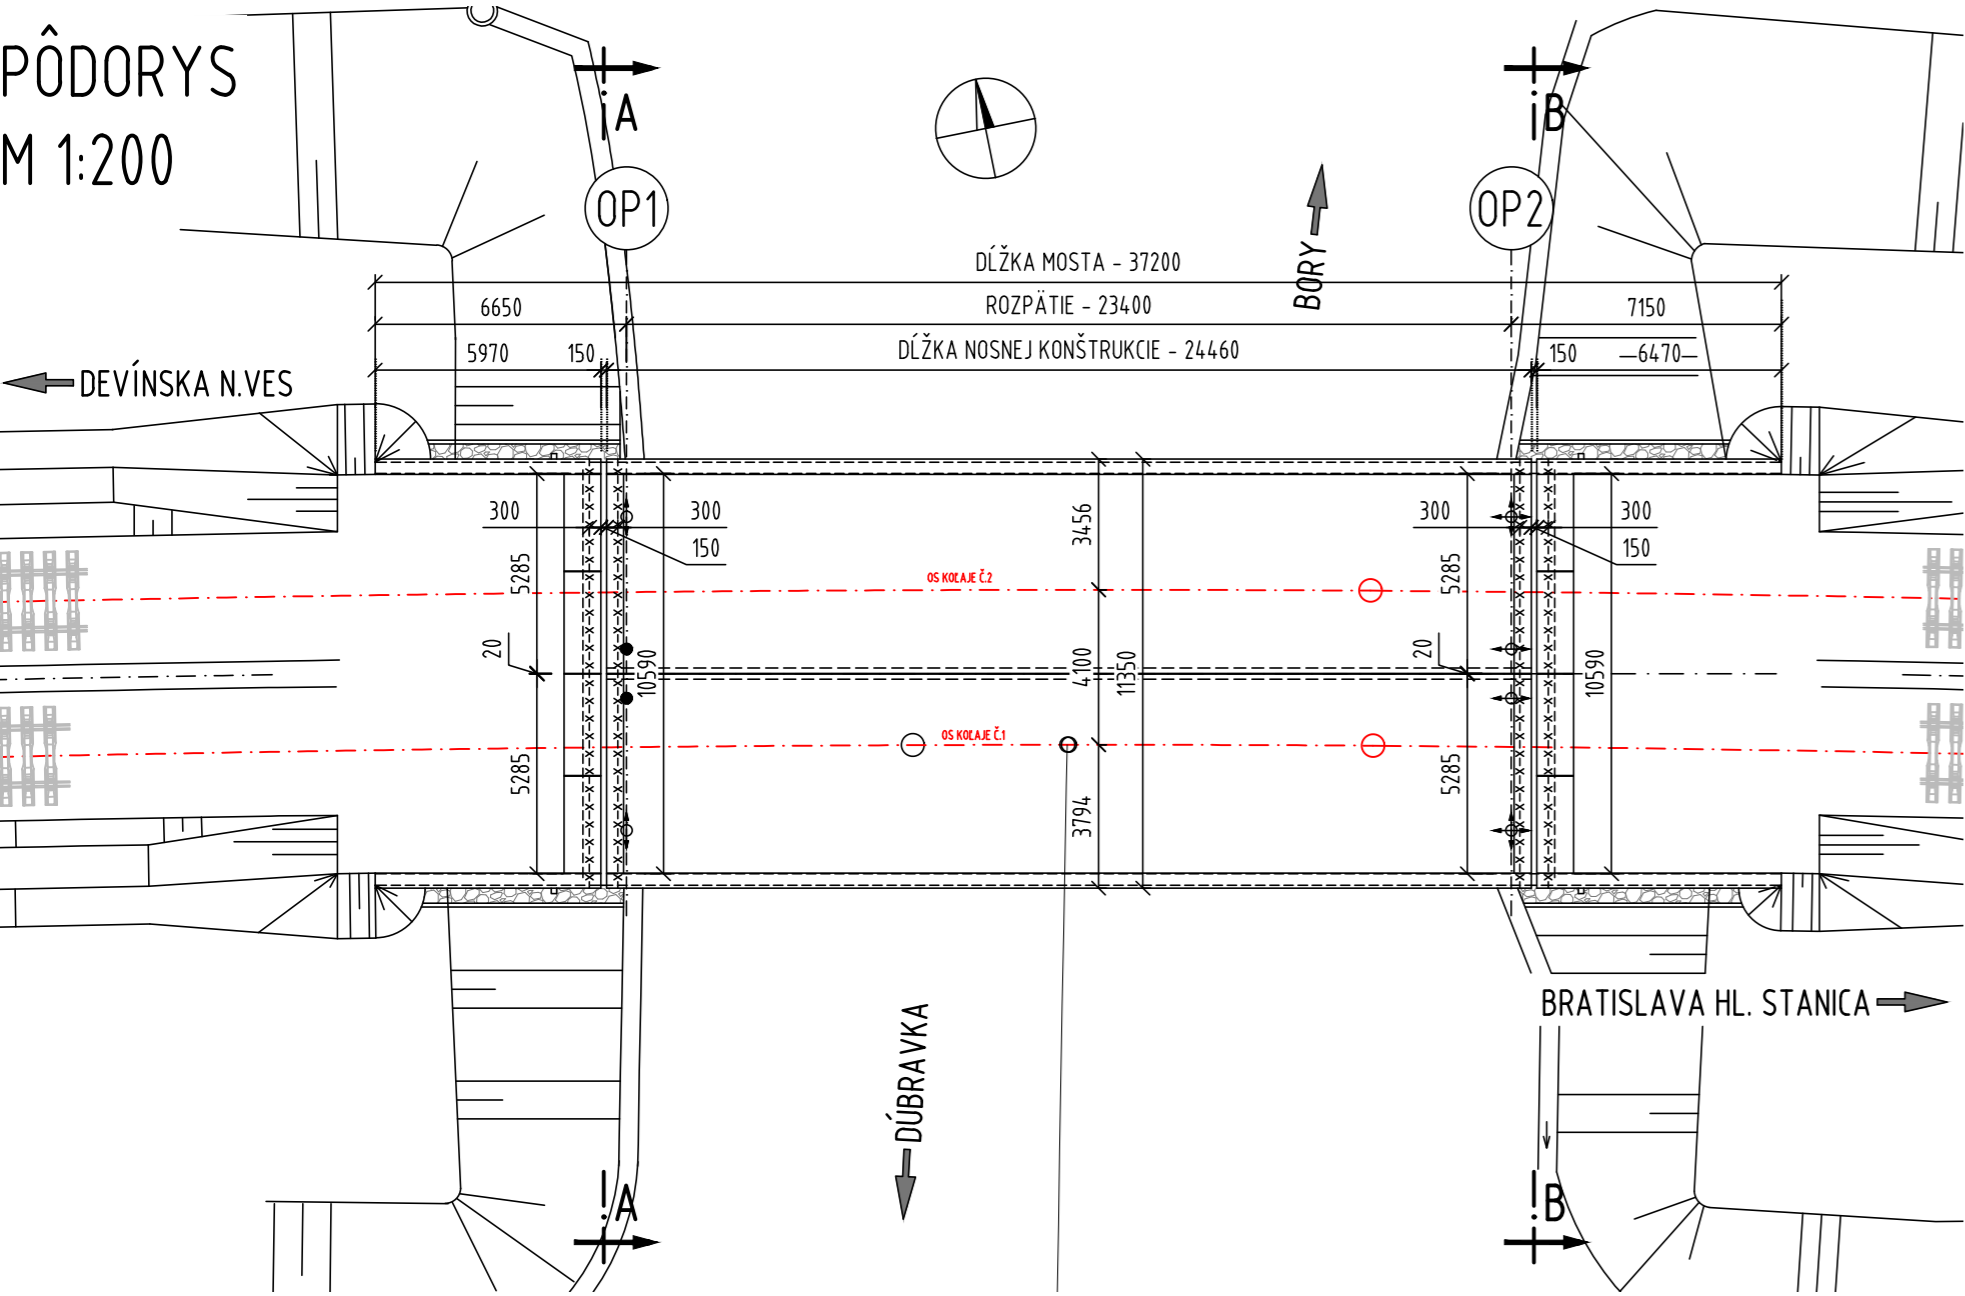 PÔDORYS
M 1:200
A
B
OP1
OP2
BORY
DĹŽKA MOSTA - 37200
6650
ROZPÄTIE - 23400
7150
5970
150
DĹŽKA NOSNEJ KONŠTRUKCIE - 24460
150
6470
DEVÍNSKA N.VES
300
300
150
3456
300
300
150
5285
OS KOĽAJE Č.2
5285
20
10590
4100
11350
20
10590
OS KOĽAJE Č.1
5285
3794
5285
BRATISLAVA HL. STANICA
DÚBRAVKA
A
B